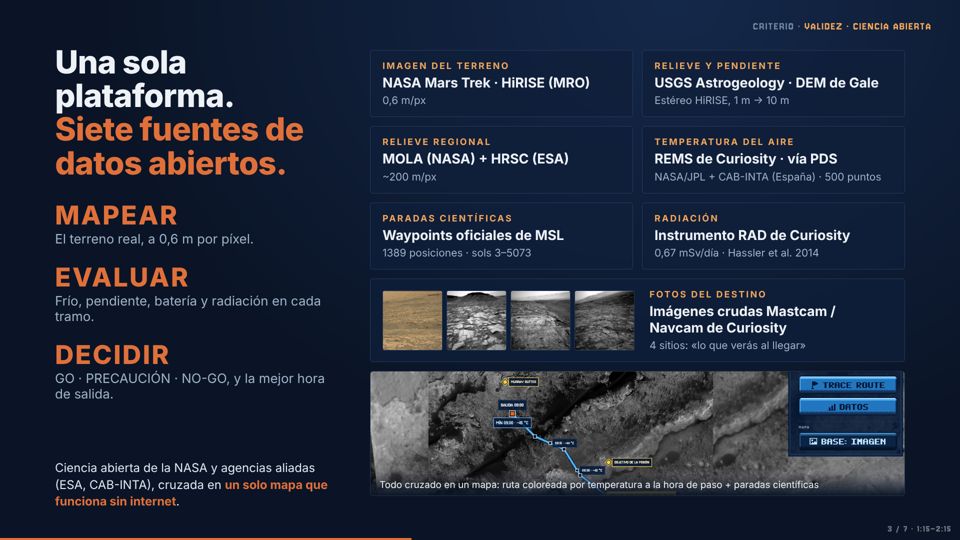 CRITERIO · VALIDEZ · CIENCIA ABIERTA
Una sola
plataforma.
Siete fuentes de
datos abiertos.
MAPEAR
El terreno real, a 0,6 m por píxel.
EVALUAR
Frío, pendiente, batería y radiación en cada
tramo.
DECIDIR
GO · PRECAUCIÓN · NO-GO, y la mejor hora
de salida.
Ciencia abierta de la NASA y agencias aliadas
(ESA, CAB-INTA), cruzada en un solo mapa que
funciona sin internet.
IMAGEN DEL TERRENO
NASA Mars Trek · HiRISE (MRO)
0,6 m/px
RELIEVE Y PENDIENTE
USGS Astrogeology · DEM de Gale
Estéreo HiRISE, 1 m → 10 m
RELIEVE REGIONAL
MOLA (NASA) + HRSC (ESA)
~200 m/px
TEMPERATURA DEL AIRE
REMS de Curiosity · vía PDS
NASA/JPL + CAB-INTA (España) · 500 puntos
PARADAS CIENTÍFICAS
Waypoints oficiales de MSL
1389 posiciones · sols 3–5073
RADIACIÓN
Instrumento RAD de Curiosity
0,67 mSv/día · Hassler et al. 2014
FOTOS DEL DESTINO
Imágenes crudas Mastcam /
Navcam de Curiosity
4 sitios: «lo que verás al llegar»
MURRAY BUTTES
SALIDA 09:00
OBJETIVO DE LA MISIÓN
TRACE ROUTE
DATOS
BASE: IMAGEN
Todo cruzado en un mapa: ruta coloreada por temperatura a la hora de paso + paradas científicas
3 / 7 · 1:15–2:15